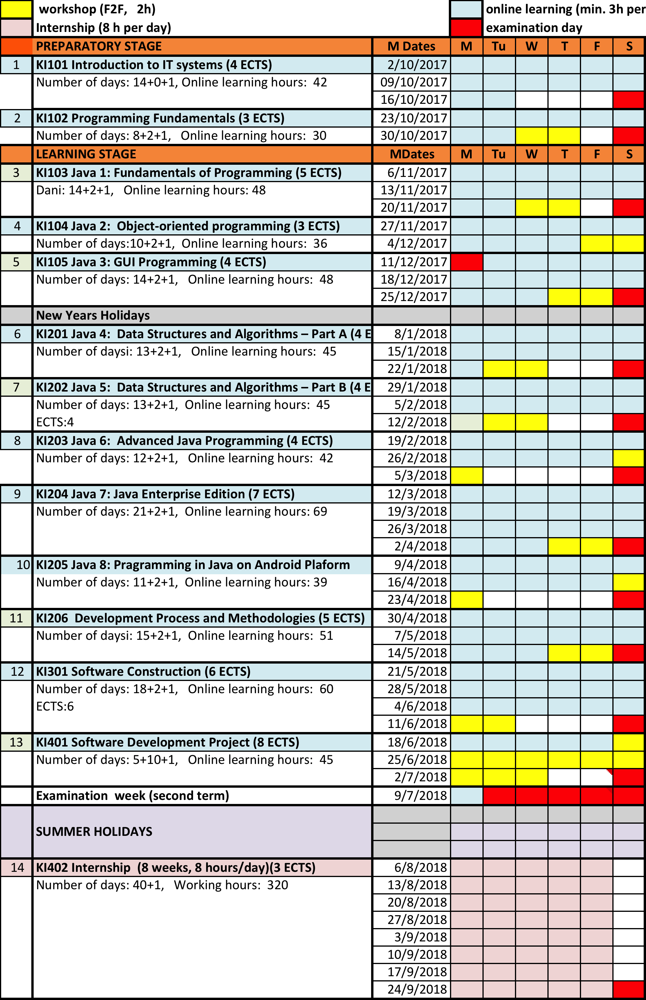 workshop (F2F, 2h) online learning (min. 3h per
Internship (8 h per day) examination day
PREPARATORY STAGE M Dates M Tu W T F S
1 KI101 Introduction to IT systems (4 ECTS) 2/10/2017
Number of days: 14+0+1, Online learning hours: 42 09/10/2017
16/10/2017
2 KI102 Programming Fundamentals (3 ECTS) 23/10/2017
Number of days: 8+2+1, Online learning hours: 30 30/10/2017
LEARNING STAGE MDates M Tu W T F S
3 KI103 Java 1: Fundamentals of Programming (5 ECTS) 6/11/2017
Dani: 14+2+1, Online learning hours: 48 13/11/2017
20/11/2017
4 KI104 Java 2: Object-oriented programming (3 ECTS) 27/11/2017
Number of days:10+2+1, Online learning hours: 36 4/12/2017
5 KI105 Java 3: GUI Programming (4 ECTS) 11/12/2017
Number of days: 14+2+1, Online learning hours: 48 18/12/2017
25/12/2017
New Years Holidays
6 KI201 Java 4: Data Structures and Algorithms – Part A (4 E 8/1/2018
Number of daysi: 13+2+1, Online learning hours: 45 15/1/2018
22/1/2018
7 KI202 Java 5: Data Structures and Algorithms – Part B (4 E 29/1/2018
Number of days: 13+2+1, Online learning hours: 45 5/2/2018
ECTS:4 12/2/2018
8 KI203 Java 6: Advanced Java Programming (4 ECTS) 19/2/2018
Number of days: 12+2+1, Online learning hours: 42 26/2/2018
5/3/2018
9 KI204 Java 7: Java Enterprise Edition (7 ECTS) 12/3/2018
Number of days: 21+2+1, Online learning hours: 69 19/3/2018
26/3/2018
2/4/2018
10 KI205 Java 8: Pragramming in Java on Android Plaform 9/4/2018
Number of days: 11+2+1, Online learning hours: 39 16/4/2018
23/4/2018
11 KI206 Development Process and Methodologies (5 ECTS) 30/4/2018
Number of daysi: 15+2+1, Online learning hours: 51 7/5/2018
14/5/2018
12 KI301 Software Construction (6 ECTS) 21/5/2018
Number of days: 18+2+1, Online learning hours: 60 28/5/2018
ECTS:6 4/6/2018
11/6/2018
13 KI401 Software Development Project (8 ECTS) 18/6/2018
Number of days: 5+10+1, Online learning hours: 45 25/6/2018
2/7/2018
Examination week (second term) 9/7/2018
SUMMER HOLIDAYS
14 KI402 Internship (8 weeks, 8 hours/day)(3 ECTS) 6/8/2018
Number of days: 40+1, Working hours: 320 13/8/2018
20/8/2018
27/8/2018
3/9/2018
10/9/2018
17/9/2018
24/9/2018